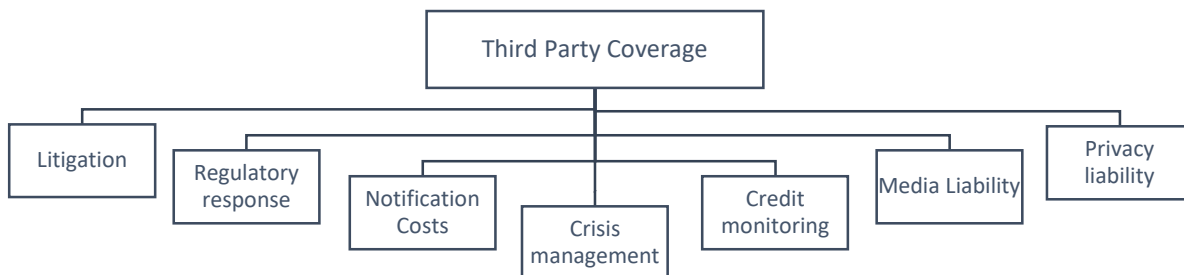 Third Party Coverage
Litigation
Regulatory
response
Notification
Costs
Crisis
management
Credit
monitoring
Media Liability
Privacy
liability